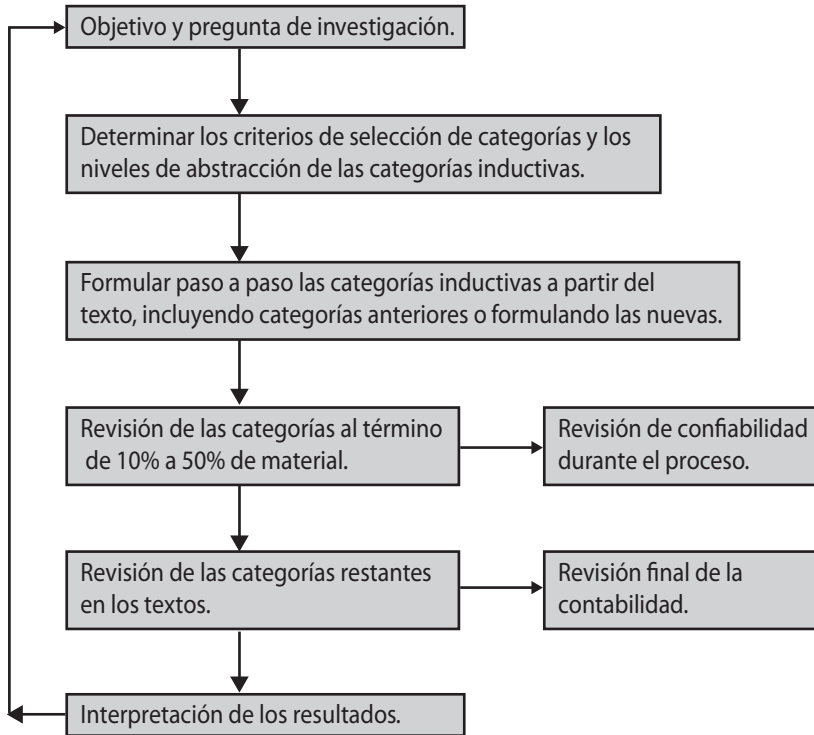 Objetivo y pregunta de investigación.
Determinar los criterios de selección de categorías y los
niveles de abstracción de las categorías inductivas.
Formular paso a paso las categorías inductivas a partir del
texto, incluyendo categorías anteriores o formulando las nuevas.
Revisión de las categorías al término
de 10% a 50% de material.
Revisión de confiabilidad
durante el proceso.
Revisión de las categorías restantes
en los textos.
Revisión final de la
contabilidad.
Interpretación de los resultados.